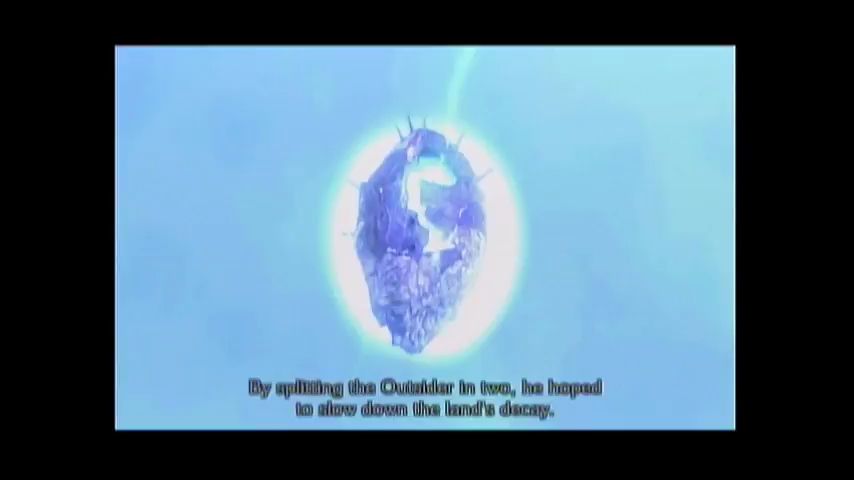 By splitting the Outsider in two, he hoped
to slow down the land's decay.